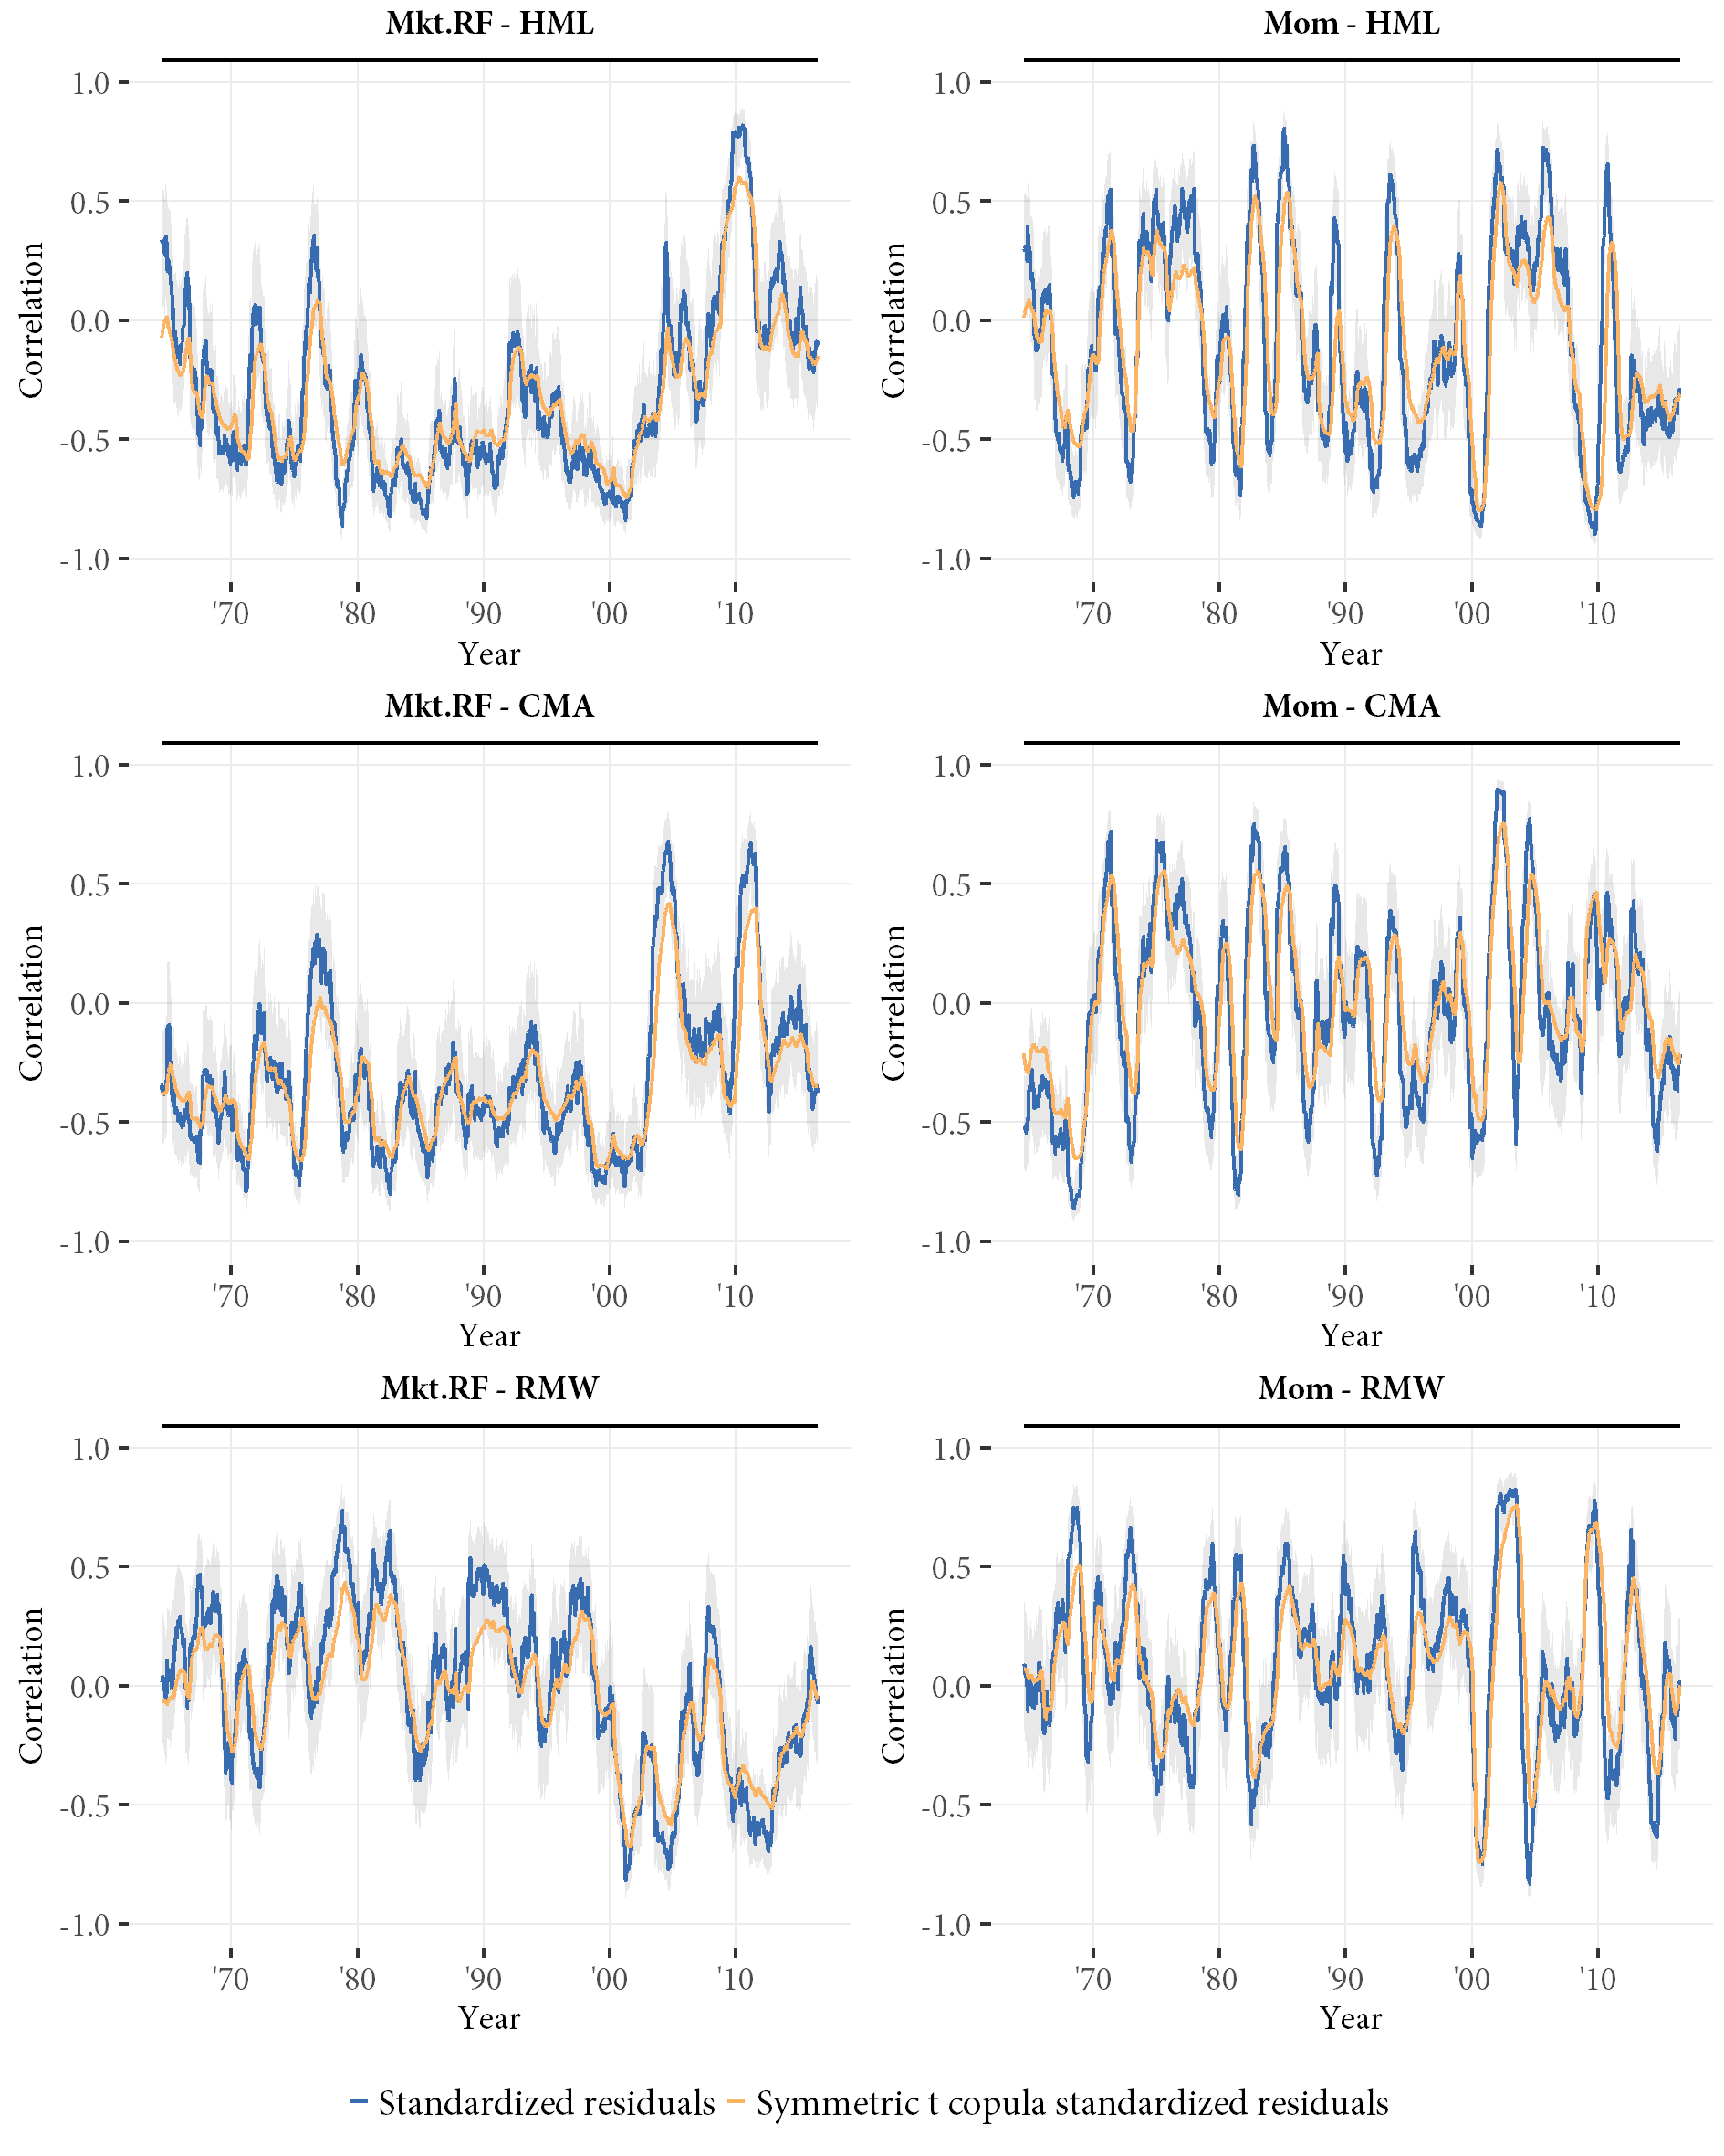 Mkt.RF - HML
Mom - HML
1.0
0.5
0.0
-0.5
-1.0
Correlation
'70 '80 '90 '00 '10
Year
1.0
0.5
0.0
-0.5
-1.0
Correlation
'70 '80 '90 '00 '10
Year
Mkt.RF - CMA
Mom - CMA
1.0
0.5
0.0
-0.5
-1.0
Correlation
'70 '80 '90 '00 '10
Year
1.0
0.5
0.0
-0.5
-1.0
Correlation
'70 '80 '90 '00 '10
Year
Mkt.RF - RMW
Mom - RMW
1.0
0.5
0.0
-0.5
-1.0
Correlation
'70 '80 '90 '00 '10
Year
1.0
0.5
0.0
-0.5
-1.0
Correlation
'70 '80 '90 '00 '10
Year
Standardized residuals
Symmetric t copula standardized residuals